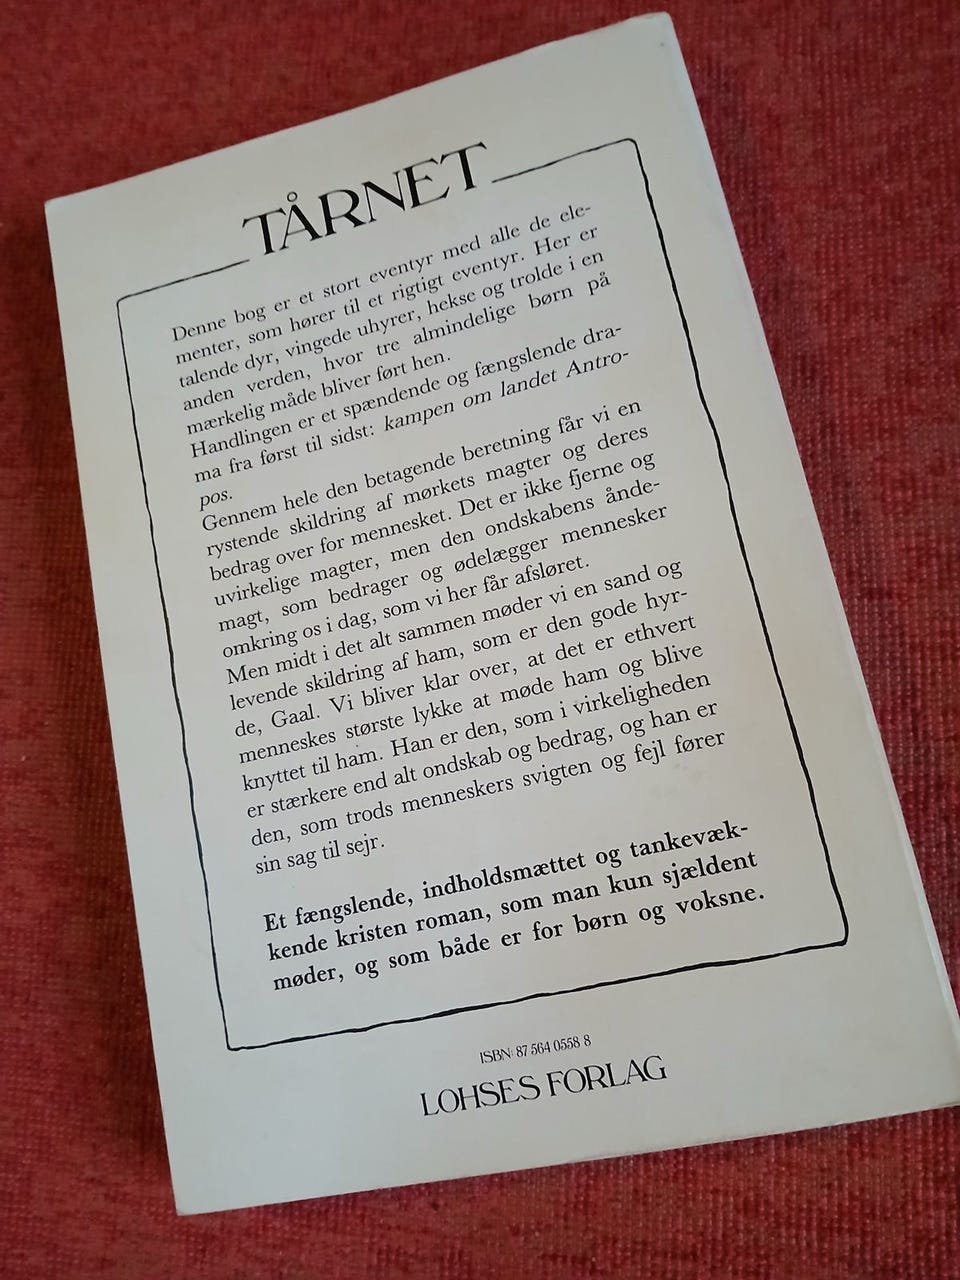 TÅRNET
Denne bog er et stort eventyr med alle de ele-
menter, som hører til et rigtigt eventyr. Her er
talende dyr, vingede uhyrer, hekse og trolde i en
anden verden, hvor tre almindelige børn på
mærkelig måde bliver ført hen.
Handlingen er et spændende og fængslende dra-
ma fra først til sidst: kampen om landet Antro-
pos.
Gennem hele den betagende beretning får vi en
rystende skildring af mørkets magter og deres
bedrag over for mennesket. Det er ikke fjerne og
uvirkelige magter, men den ondskabens ånde-
magt, som bedrager og ødelægger mennesker
omkring os i dag, som vi her får afsløret.
Men midt i det alt sammen møder vi en sand og
levende skildring af ham, som er den gode hyr-
de, Gaal. Vi bliver klar over, at det er ethvert
menneskes største lykke at møde ham og blive
knyttet til ham. Han er den, som i virkeligheden
er stærkere end alt ondskab og bedrag, og han er
den, som trods menneskers svigten og fejl fører
sin sag til sejr.
Et fængslende, indholdsmættet og tankevæk-
kende kristen roman, som man kun sjældent
møder, og som både er for børn og voksne.
ISBN: 87 564 0558 8
LOHSES FORLAG